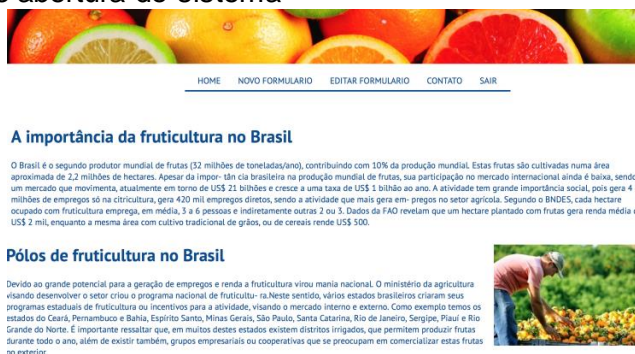 abertura do sistema
HOME NOVO FORMULARIO EDITAR FORMULARIO CONTATO SAIR
A importância da fruticultura no Brasil
O Brasil é o segundo produtor mundial de frutas (32 milhões de toneladas/ano), contribuindo com 10% da produção mundial. Estas frutas são cultivadas numa área
aproximada de 2,2 milhões de hectares. Apesar da impor- tân cia brasileira na produção mundial de frutas, sua participação no mercado internacional ainda é baixa, sendo
um mercado que movimenta, atualmente em torno de US$ 21 bilhões e cresce a uma taxa de US$ 1 bilhão ao ano. A atividade tem grande importância social, pois gera 4
milhões de empregos só na citricultura, gera 420 mil empregos diretos, sendo a atividade que mais gera em- pregos no setor agrícola. Segundo o BNDES, cada hectare
ocupado com fruticultura emprega, em média, 3 a 6 pessoas e indiretamente outras 2 ou 3. Dados da FAO revelam que um hectare plantado com frutas gera renda média
US$ 2 mil, enquanto a mesma área com cultivo tradicional de grãos, ou de cereais rende US$ 500.
Pólos de fruticultura no Brasil
Devido ao grande potencial para a geração de empregos e renda a fruticultura virou mania nacional. O ministério da agricultura
visando desenvolver o setor criou o programa nacional de fruticultu- ra.Neste sentido, vários estados brasileiros criaram seus
programas estaduais de fruticultura ou incentivos para a atividade, visando o mercado interno e externo. Como exemplo temos os
estados do Ceará, Pernambuco e Bahia, Espírito Santo, Minas Gerais, São Paulo, Santa Catarina, Rio de Janeiro, Sergipe, Piauí e Rio
Grande do Norte. É importante ressaltar que, em muitos destes estados existem distritos irrigados, que permitem produzir frutas
durante todo o ano, além de existir também, grupos empresariais ou cooperativas que se preocupam em comercializar estas frutas
no exterior